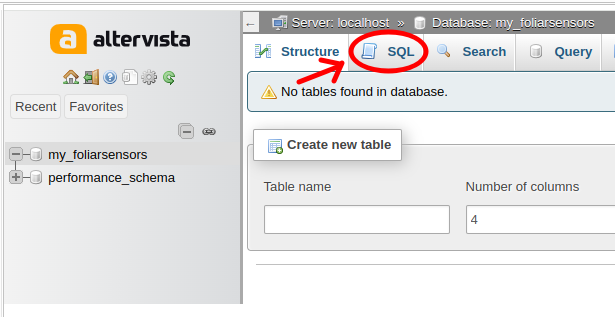 altervista
Recent Favorites
my_foliarsensors
performance_schema
Server: localhost » Database: my_foliarsensors
Structure SQL Search Query
No tables found in database.
Create new table
Table name Number of columns
4